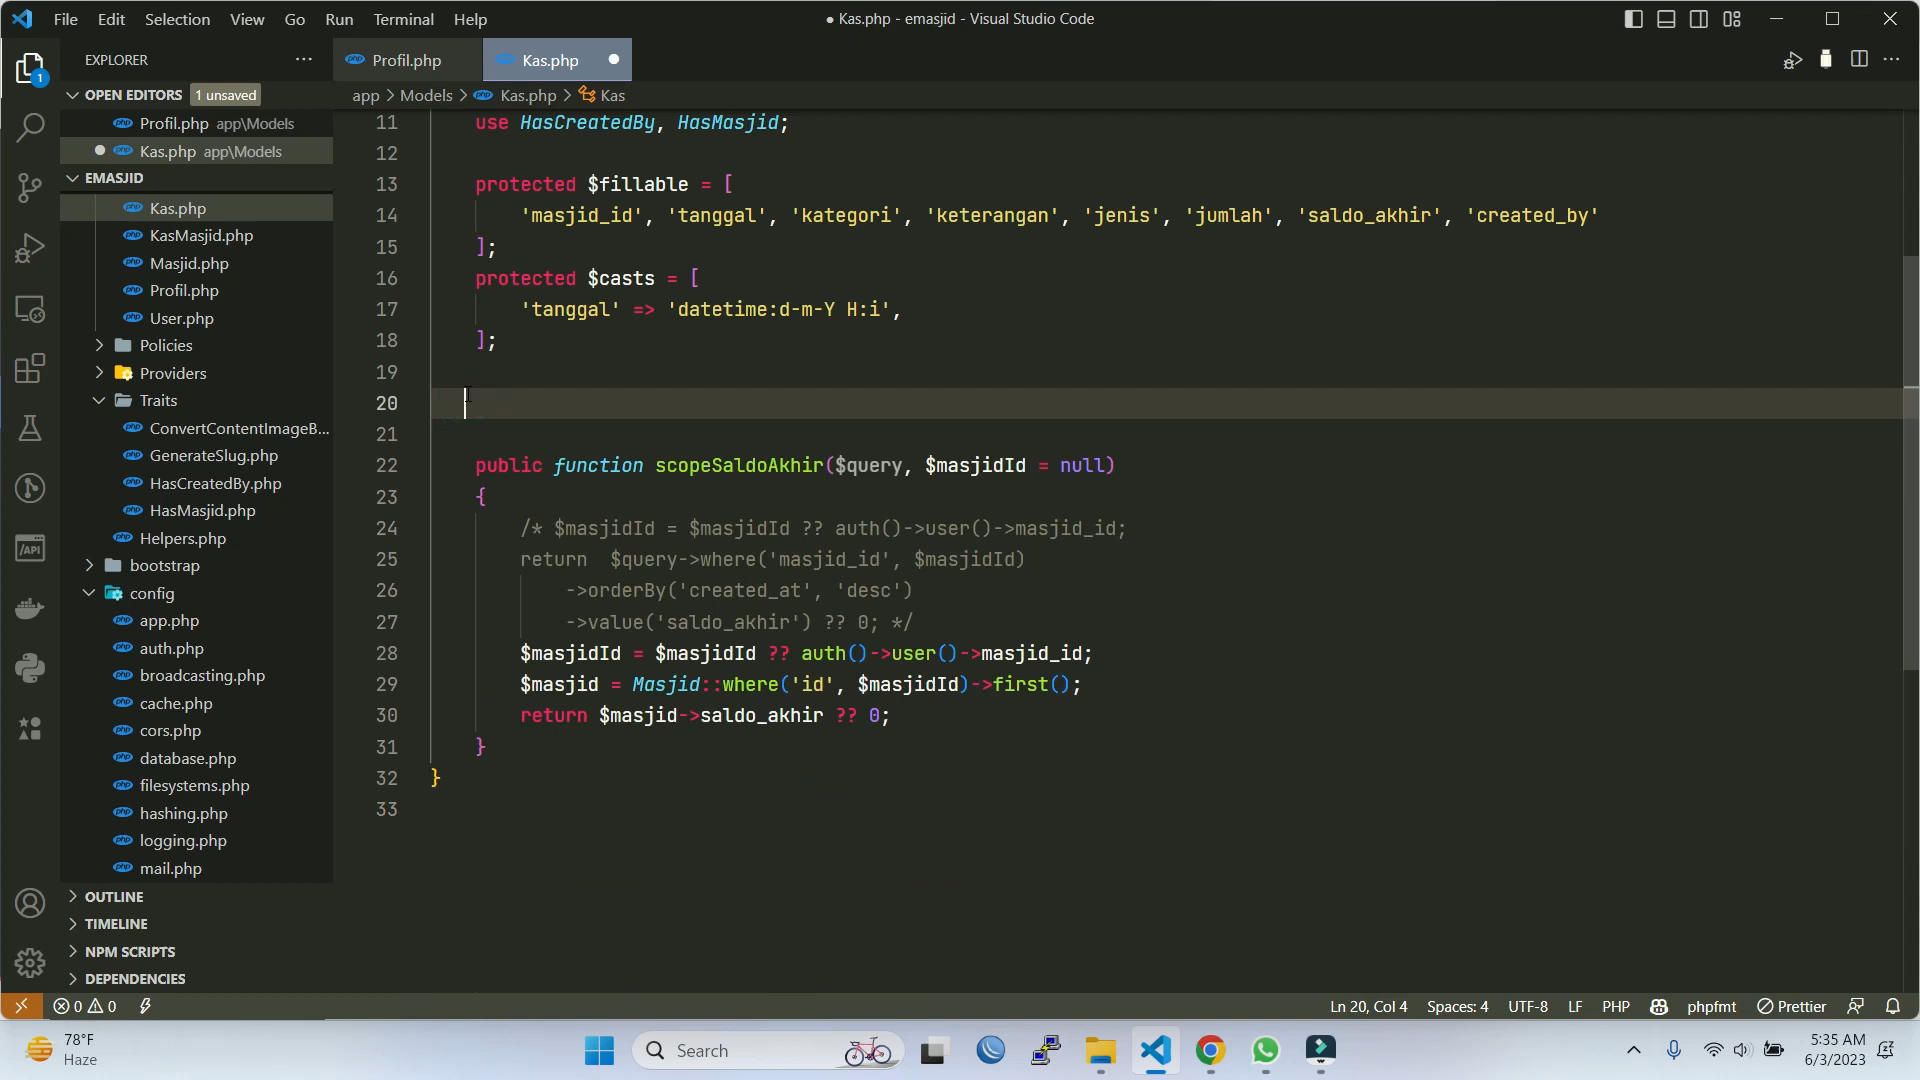 File Edit Selection View Go Run Terminal Help
● Kas.php - emasjid - Visual Studio Code
EXPLORER ···
Profil.php
Kas.php ●
1
OPEN EDITORS 1 unsaved
Profil.php app\Models
● Kas.php app\Models
EMASJID
Kas.php
KasMasjid.php
Masjid.php
Profil.php
User.php
Policies
Providers
Traits
ConvertContentImageB...
GenerateSlug.php
HasCreatedBy.php
HasMasjid.php
Helpers.php
bootstrap
config
app.php
auth.php
broadcasting.php
cache.php
cors.php
database.php
filesystems.php
hashing.php
logging.php
mail.php
OUTLINE
TIMELINE
NPM SCRIPTS
DEPENDENCIES
/API
app > Models > Kas.php > Kas
11 use HasCreatedBy, HasMasjid;
12
13 protected $fillable = [
14 'masjid_id', 'tanggal', 'kategori', 'keterangan', 'jenis', 'jumlah', 'saldo_akhir', 'created_by'
15 ];
16 protected $casts = [
17 'tanggal' => 'datetime:d-m-Y H:i',
18 ];
19
20
21
22 public function scopeSaldoAkhir($query, $masjidId = null)
23 {
24 /* $masjidId = $masjidId ?? auth()->user()->masjid_id;
25 return  $query->where('masjid_id', $masjidId)
26 ->orderBy('created_at', 'desc')
27 ->value('saldo_akhir') ?? 0; */
28 $masjidId = $masjidId ?? auth()->user()->masjid_id;
29 $masjid = Masjid::where('id', $masjidId)->first();
30 return $masjid->saldo_akhir ?? 0;
31 }
32 }
33
0 0
Ln 20, Col 4 Spaces: 4 UTF-8 LF PHP phpfmt Prettier
78°F
Haze
Search
5:35 AM
6/3/2023